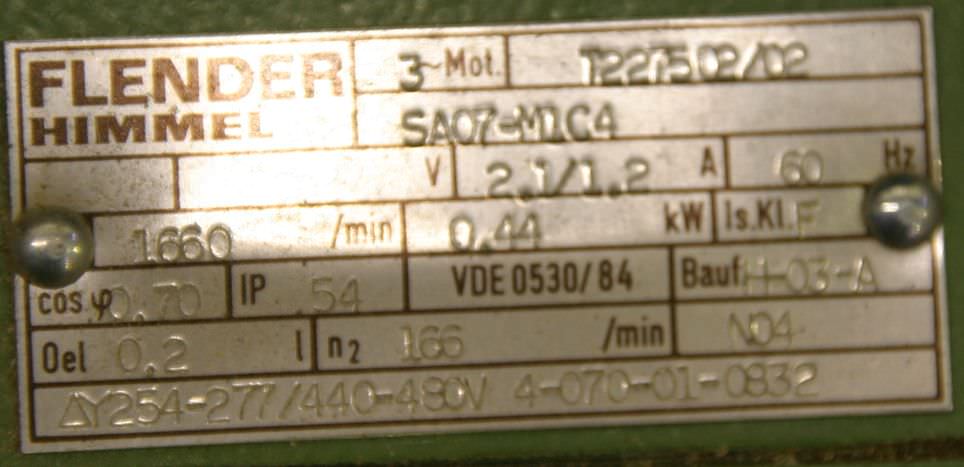 FLENDER
HIMMEL
3~Mot. T227502/02
SA07-M1C4
V 2,1/1,2 A 60 Hz
1660 /min 0,44 kW Is.Kl. F
cos φ 0,70 IP 54 VDE 0530/84 Bauf H-03-A
Oel 0,2 l n2 166 /min N04
ΔY254-277/440-480V 4-070-01-0832